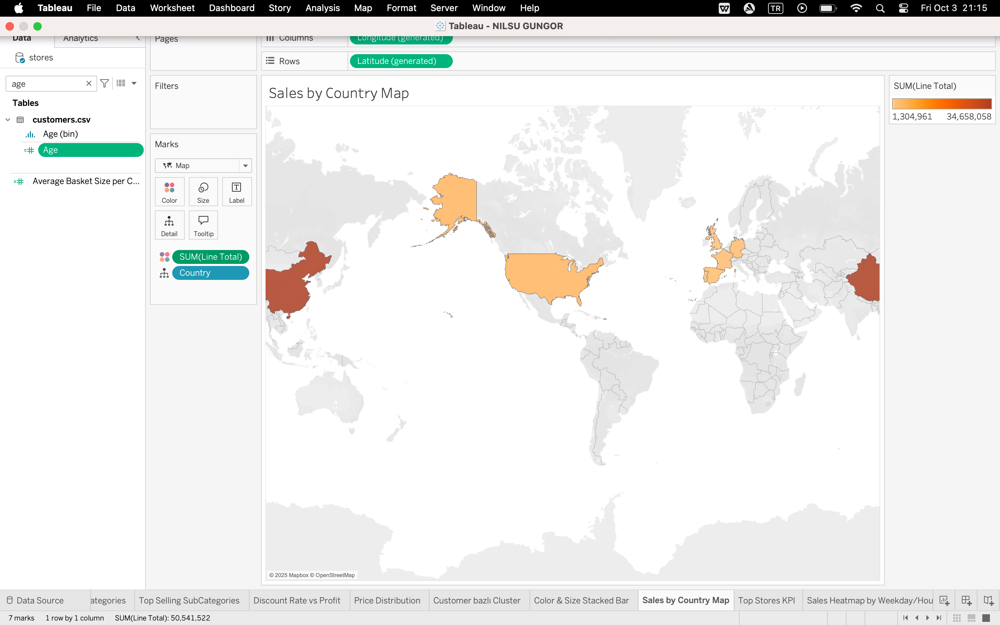 Tableau File Data Worksheet Dashboard Story Analysis Map Format Server Window Help TR Fri Oct 3 21:15
Tableau - NILSU GUNGOR
Data Analytics
stores
age
Tables
customers.csv
Age (bin)
Age
Average Basket Size per C...
Pages
Filters
Marks
Map
Color Size Label
Detail Tooltip
SUM(Line Total)
Country
Columns Longitude (generated)
Rows Latitude (generated)
Sales by Country Map
© 2025 Mapbox © OpenStreetMap
SUM(Line Total)
1,304,961 34,658,058
Data Source ategories Top Selling SubCategories Discount Rate vs Profit Price Distribution Customer bazlı Cluster Color & Size Stacked Bar Sales by Country Map Top Stores KPI Sales Heatmap by Weekday/Hou
7 marks 1 row by 1 column SUM(Line Total): 50,541,522